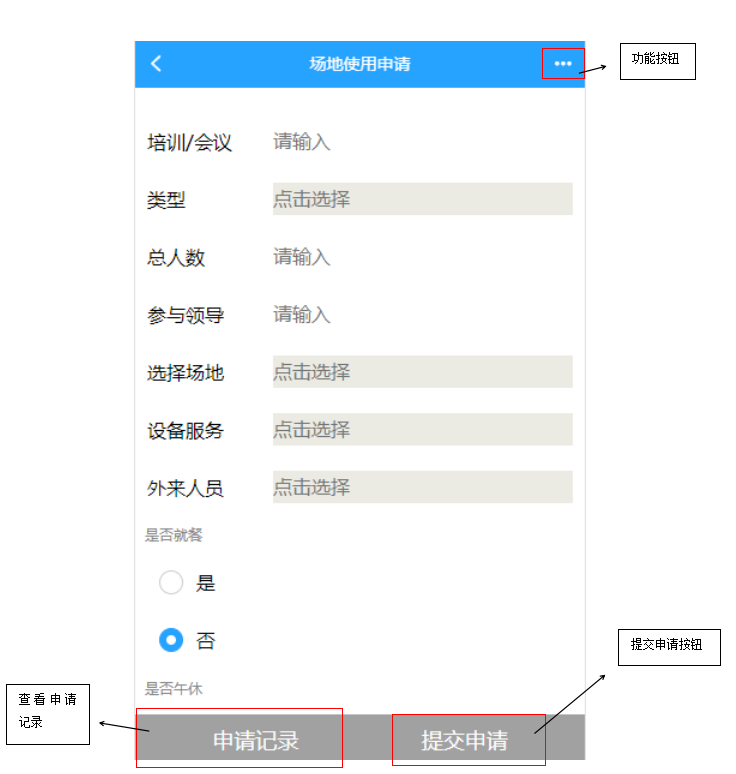 场地使用申请
•••
功能按钮
培训/会议 请输入
类型 点击选择
总人数 请输入
参与领导 请输入
选择场地 点击选择
设备服务 点击选择
外来人员 点击选择
是否就餐
是
否
提交申请按钮
是否午休
查看申请
记录
申请记录 提交申请